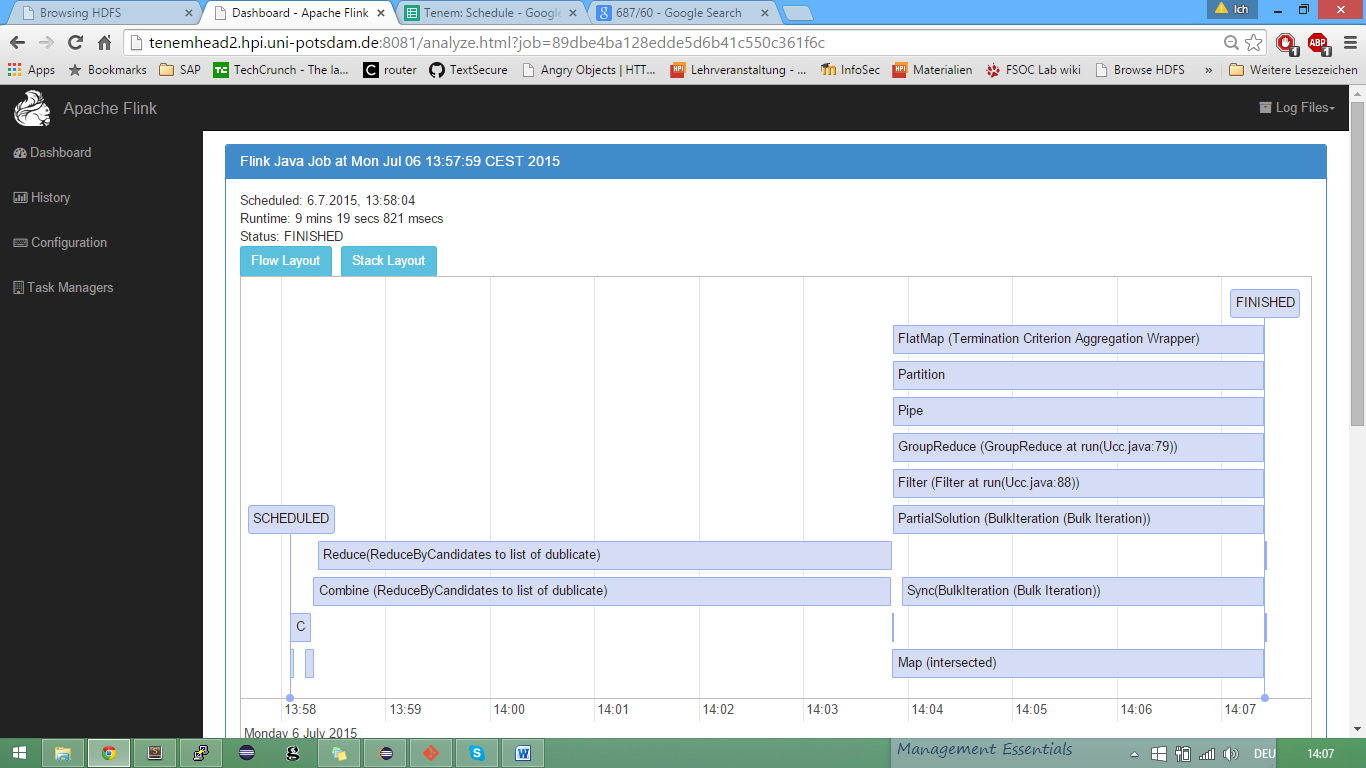 Browsing HDFS
Dashboard - Apache Flink
Tenem: Schedule - Google
687/60 - Google Search
Ich
tenemhead2.hpi.uni-potsdam.de:8081/analyze.html?job=89dbe4ba128edde5d6b41c550c361f6c
1
ABP
1
Apps
Bookmarks
SAP
TechCrunch - The la...
router
TextSecure
Angry Objects | HTT...
Lehrveranstaltung - ...
InfoSec
Materialien
FSOC Lab wiki
Browse HDFS
»
Weitere Lesezeichen
Apache Flink
Log Files
Dashboard
History
Configuration
Task Managers
Flink Java Job at Mon Jul 06 13:57:59 CEST 2015
Scheduled: 6.7.2015, 13:58:04
Runtime: 9 mins 19 secs 821 msecs
Status: FINISHED
Flow Layout
Stack Layout
FINISHED
FlatMap (Termination Criterion Aggregation Wrapper)
Partition
Pipe
GroupReduce (GroupReduce at run(Ucc.java:79))
Filter (Filter at run(Ucc.java:88))
SCHEDULED
PartialSolution (BulkIteration (Bulk Iteration))
Reduce(ReduceByCandidates to list of dublicate)
Combine (ReduceByCandidates to list of dublicate)
Sync(BulkIteration (Bulk Iteration))
C
Map (intersected)
13:58
13:59
14:00
14:01
14:02
14:03
14:04
14:05
14:06
14:07
Monday 6 July 2015
Management Essentials
DEU
14:07